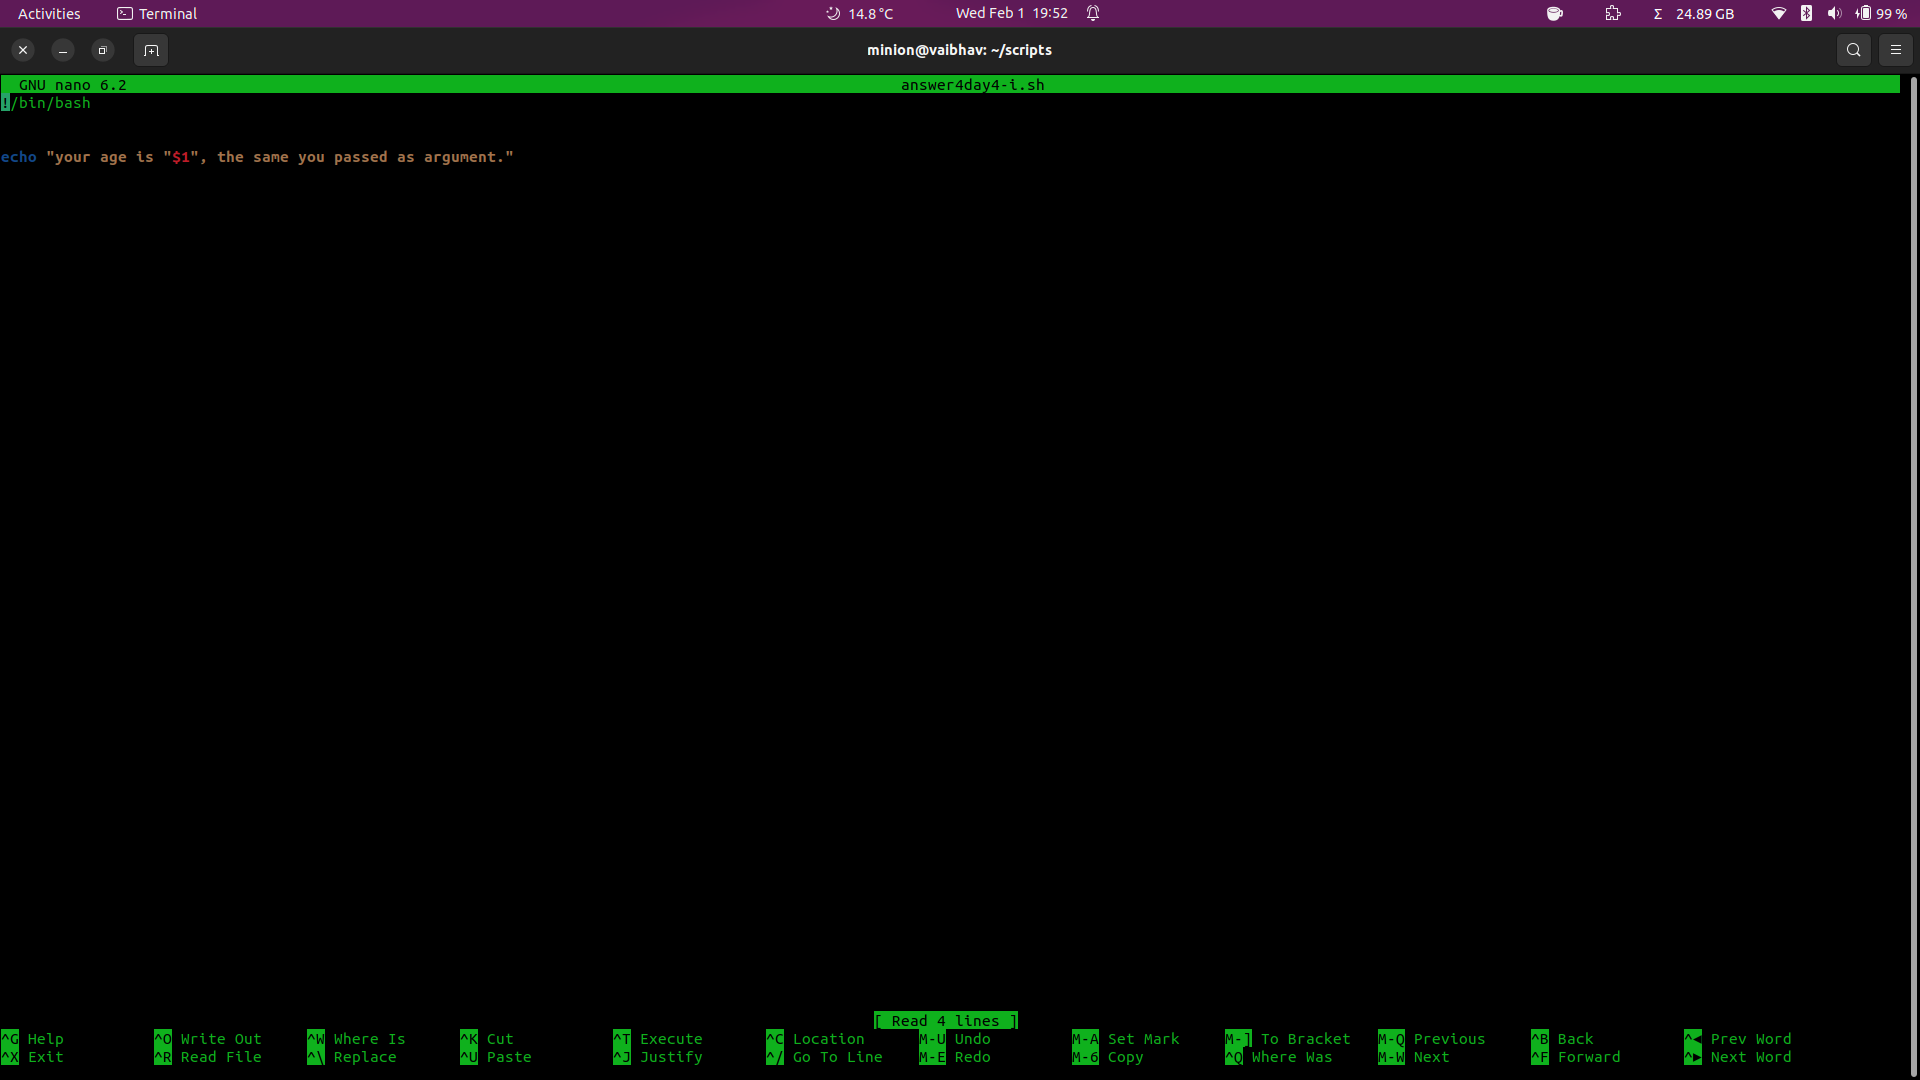 Activities Terminal 14.8 °C Wed Feb 1 19:52 Σ 24.89 GB 99 %
minion@vaibhav: ~/scripts
GNU nano 6.2 answer4day4-i.sh
!/bin/bash
echo "your age is "$1", the same you passed as argument."
[ Read 4 lines ]
^G Help ^O Write Out ^W Where Is ^K Cut ^T Execute ^C Location M-U Undo M-A Set Mark M-] To Bracket M-Q Previous ^B Back ^◀ Prev Word
^X Exit ^R Read File ^\ Replace ^U Paste ^J Justify ^/ Go To Line M-E Redo M-6 Copy ^Q Where Was M-W Next ^F Forward ^▶ Next Word